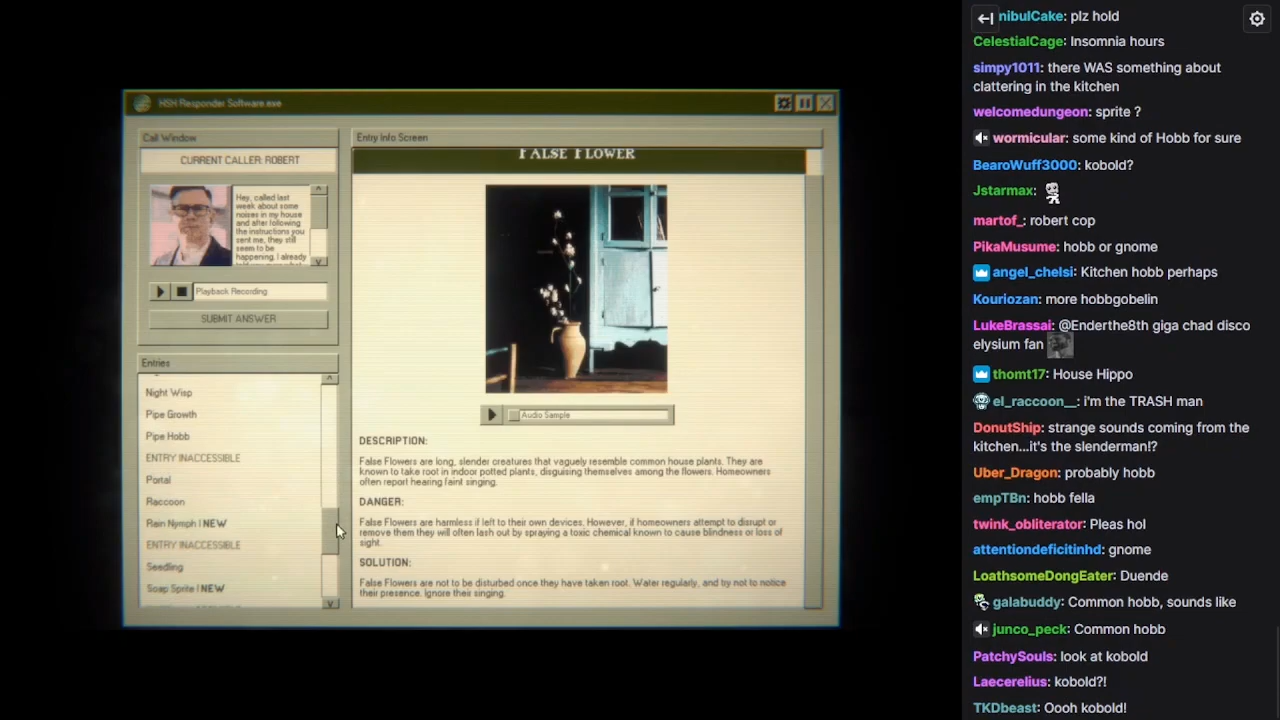 HSH Responder Software.exe
Call Window
CURRENT CALLER: ROBERT
Hey, called last
week about some
noises in my house
and after following
the instructions you
sent me, they still
seem to be
happening. I already
Playback Recording
SUBMIT ANSWER
Entries
Night Wisp
Pipe Growth
Pipe Hobb
ENTRY INACCESSIBLE
Portal
Raccoon
Rain Nymph | NEW
ENTRY INACCESSIBLE
Seedling
Soap Sprite | NEW
Entry Info Screen
FALSE FLOWER
Audio Sample
DESCRIPTION:
False Flowers are long, slender creatures that vaguely resemble common house plants. They are
known to take root in indoor potted plants, disguising themselves among the flowers. Homeowners
often report hearing faint singing.
DANGER:
False Flowers are harmless if left to their own devices. However, if homeowners attempt to disrupt or
remove them they will often lash out by spraying a toxic chemical known to cause blindness or loss of
sight.
SOLUTION:
False Flowers are not to be disturbed once they have taken root. Water regularly, and try not to notice
their presence. Ignore their singing.
nibulCake: plz hold
CelestialCage: Insomnia hours
simpy1011: there WAS something about
clattering in the kitchen
welcomedungeon: sprite ?
wormicular: some kind of Hobb for sure
BearoWuff3000: kobold?
Jstarmax:
martof_: robert cop
PikaMusume: hobb or gnome
angel_chelsi: Kitchen hobb perhaps
Kouriozan: more hobbgobelin
LukeBrassai: @Enderthe8th giga chad disco
elysium fan
thomt17: House Hippo
el_raccoon__: i'm the TRASH man
DonutShip: strange sounds coming from the
kitchen...it's the slenderman!?
Uber_Dragon: probably hobb
empTBn: hobb fella
twink_obliterator: Pleas hol
attentiondeficitinhd: gnome
LoathsomeDongEater: Duende
galabuddy: Common hobb, sounds like
junco_peck: Common hobb
PatchySouls: look at kobold
Laecerelius: kobold?!
TKDbeast: Oooh kobold!